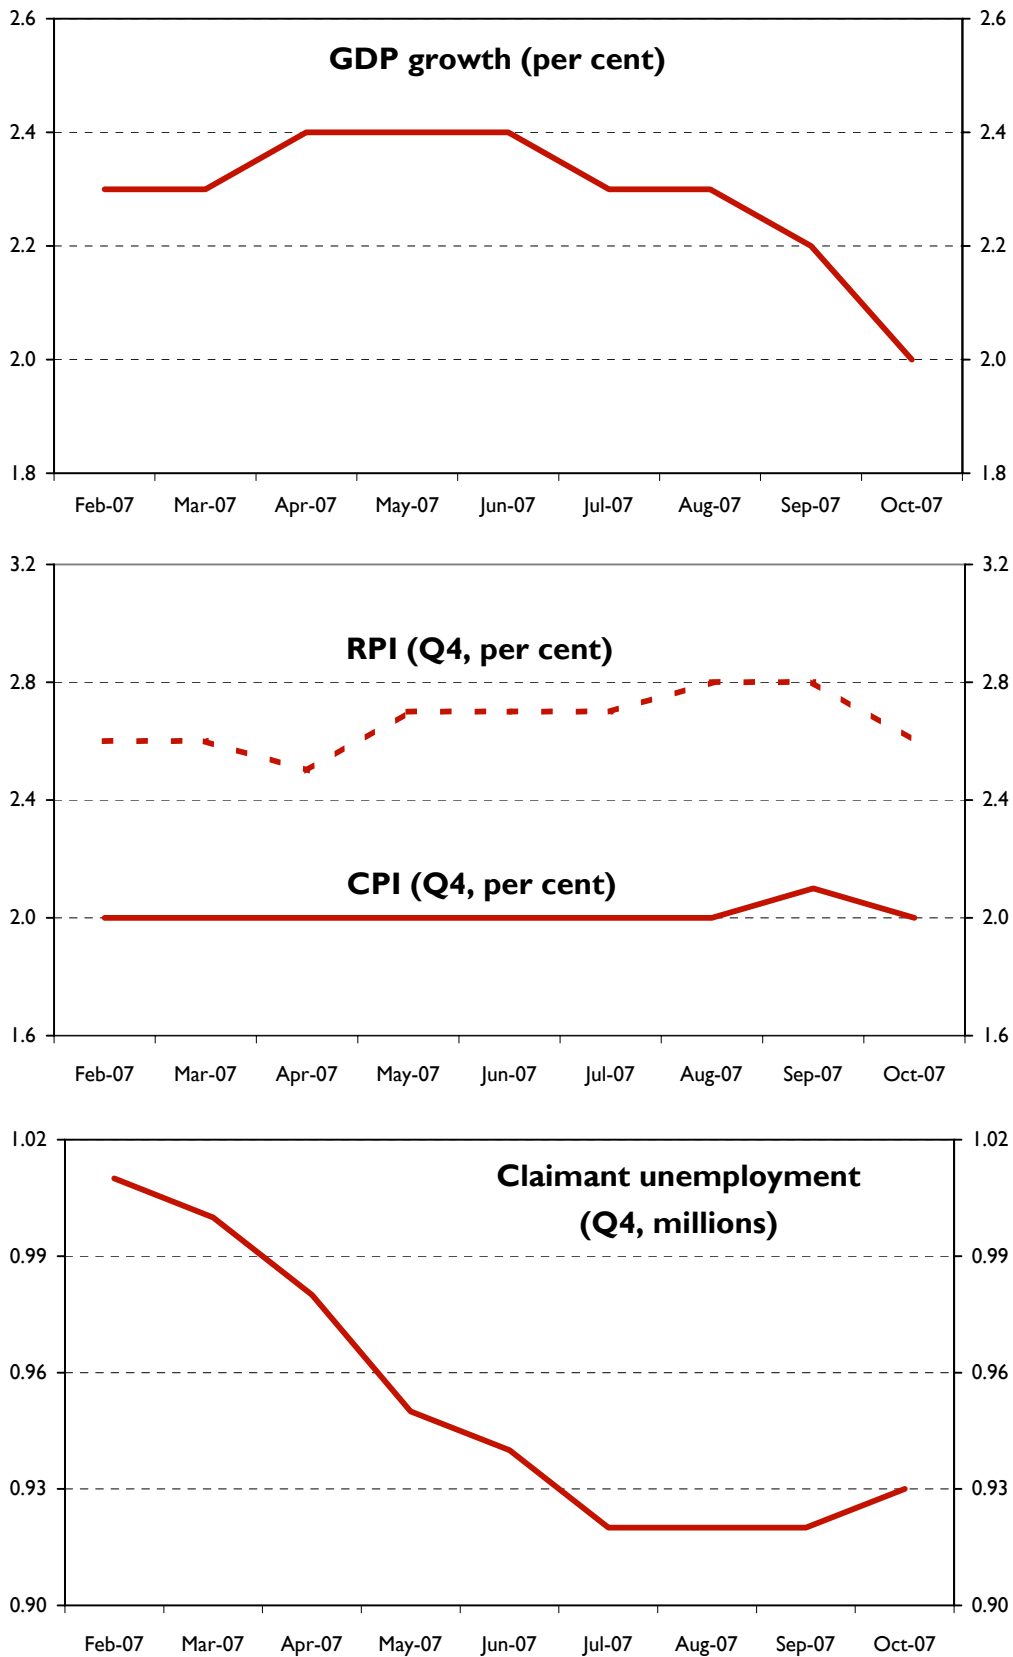 2.6 2.6
GDP growth (per cent)
2.4 2.4
2.2 2.2
2.0 2.0
1.8 1.8
Feb-07 Mar-07 Apr-07 May-07 Jun-07 Jul-07 Aug-07 Sep-07 Oct-07
3.2 3.2
RPI (Q4, per cent)
2.8 2.8
2.4 2.4
CPI (Q4, per cent)
2.0 2.0
1.6 1.6
Feb-07 Mar-07 Apr-07 May-07 Jun-07 Jul-07 Aug-07 Sep-07 Oct-07
1.02 1.02
Claimant unemployment
(Q4, millions)
0.99 0.99
0.96 0.96
0.93 0.93
0.90 0.90
Feb-07 Mar-07 Apr-07 May-07 Jun-07 Jul-07 Aug-07 Sep-07 Oct-07